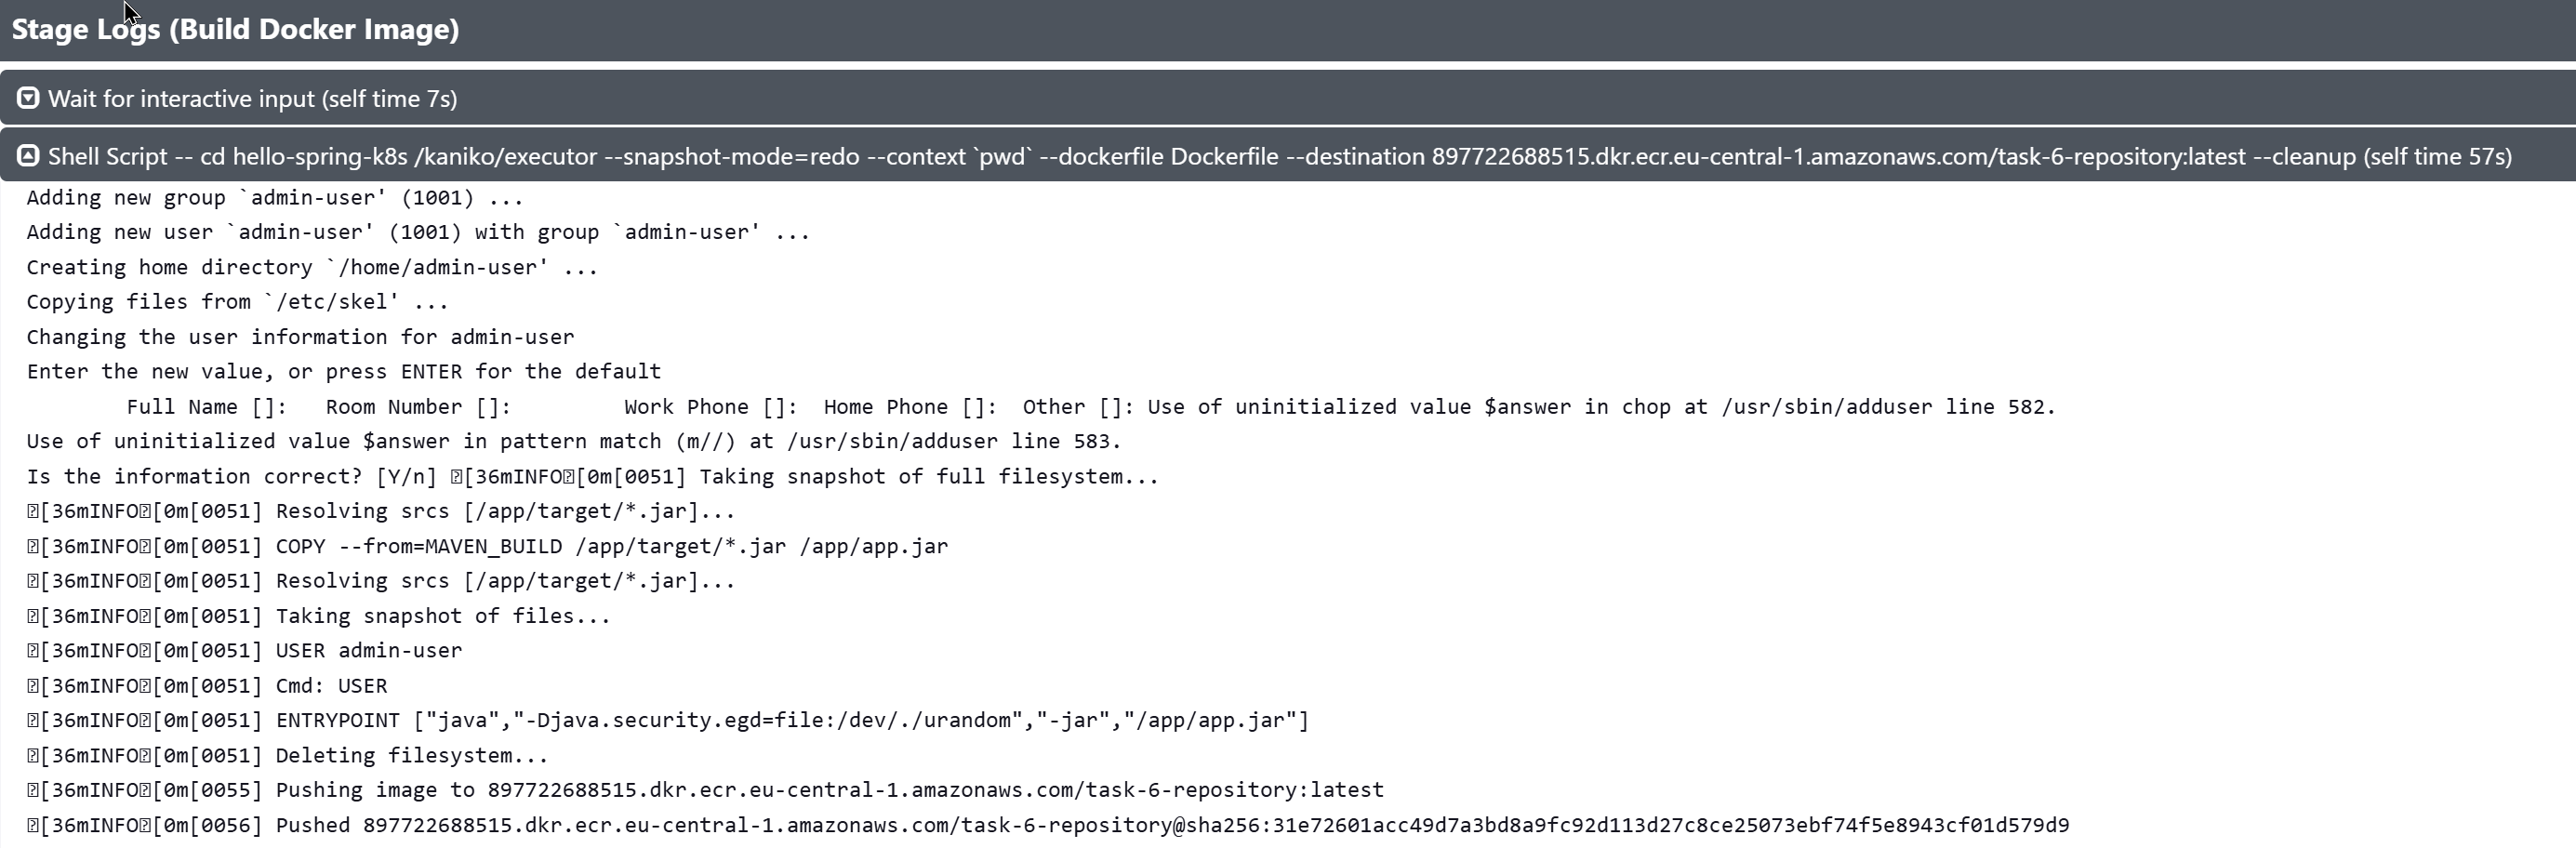 Stage Logs (Build Docker Image)
Wait for interactive input (self time 7s)
Shell Script -- cd hello-spring-k8s /kaniko/executor --snapshot-mode=redo --context `pwd` --dockerfile Dockerfile --destination 897722688515.dkr.ecr.eu-central-1.amazonaws.com/task-6-repository:latest --cleanup (self time 57s)
Adding new group `admin-user' (1001) ...
Adding new user `admin-user' (1001) with group `admin-user' ...
Creating home directory `/home/admin-user' ...
Copying files from `/etc/skel' ...
Changing the user information for admin-user
Enter the new value, or press ENTER for the default
Full Name []: Room Number []: Work Phone []: Home Phone []: Other []: Use of uninitialized value $answer in chop at /usr/sbin/adduser line 582.
Use of uninitialized value $answer in pattern match (m//) at /usr/sbin/adduser line 583.
Is the information correct? [Y/n] ␛[36mINFO␛[0m[0051] Taking snapshot of full filesystem...
␛[36mINFO␛[0m[0051] Resolving srcs [/app/target/*.jar]...
␛[36mINFO␛[0m[0051] COPY --from=MAVEN_BUILD /app/target/*.jar /app/app.jar
␛[36mINFO␛[0m[0051] Resolving srcs [/app/target/*.jar]...
␛[36mINFO␛[0m[0051] Taking snapshot of files...
␛[36mINFO␛[0m[0051] USER admin-user
␛[36mINFO␛[0m[0051] Cmd: USER
␛[36mINFO␛[0m[0051] ENTRYPOINT ["java","-Djava.security.egd=file:/dev/./urandom","-jar","/app/app.jar"]
␛[36mINFO␛[0m[0051] Deleting filesystem...
␛[36mINFO␛[0m[0055] Pushing image to 897722688515.dkr.ecr.eu-central-1.amazonaws.com/task-6-repository:latest
␛[36mINFO␛[0m[0056] Pushed 897722688515.dkr.ecr.eu-central-1.amazonaws.com/task-6-repository@sha256:31e72601acc49d7a3bd8a9fc92d113d27c8ce25073ebf74f5e8943cf01d579d9